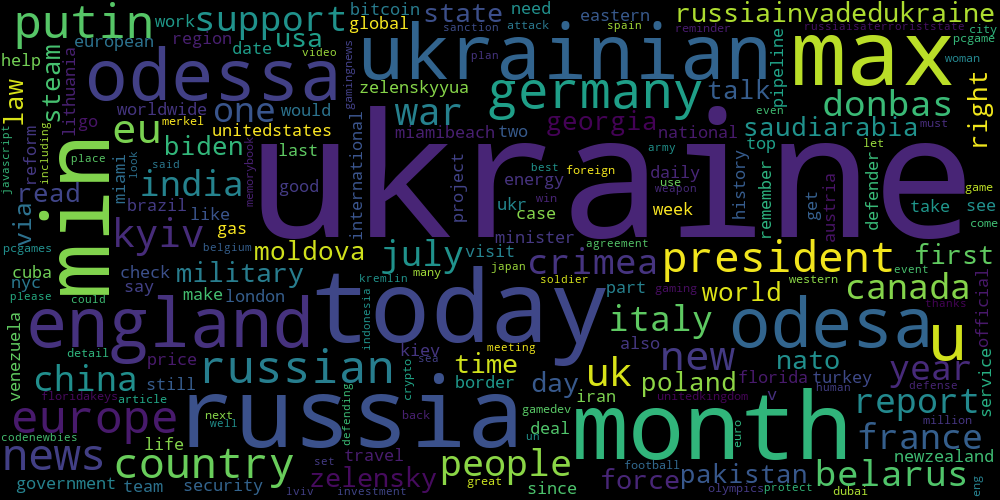 putin
support
bitcoin
state
need
eastern
russiainvadedukraine
work
usa
global
sanction
attack
spain
reminder
russiaisaterroriststate
city
european
region
date
video
ukrainian
plan
max
pcgame
woman
help
steam
lithuania
odessa
gamingnews
zelenskyyua
germany
talk
pipeline
even
donbas
right
law
worldwide
one
would
war
georgia
saudiarabia
must
go
eu
merkel
unitedstates
miamibeach
two
national
top
let
javascript
reform
including
place
biden
last
international
army
said
look
miami
memorybook
ukraine
best
foreign
daily
history
remember
defender
game
read
min
india
good
project
energy
win
use
weapon
week
get
austria
take
see
via
brazil
like
ukr
case
come
kyiv
gas
minister
pcgames
belgium
moldova
july
visit
agreement
president
first
cuba
check
military
kremlin
many
japan
crimea
soldier
western
event
nyc
say
please
could
make
london
today
part
gaming
world
canada
official
thanks
england
indonesia
italy
odesa
u
venezuela
detail
price
kiev
sea
meeting
also
new
nato
year
time
china
still
russian
crypto
border
day
uk
poland
florida
turkey
human
defense
service
floridakeys
article
iran
unitedkingdom
v
europe
russia
defending
next
well
back
gamedev
deal
month
report
million
codenewbies
news
life
un
euro
france
country
set
travel
people
football
newzealand
government
team
security
zelensky
great
since
force
pakistan
belarus
eng
lviv
investment
olympics
protect
dubai